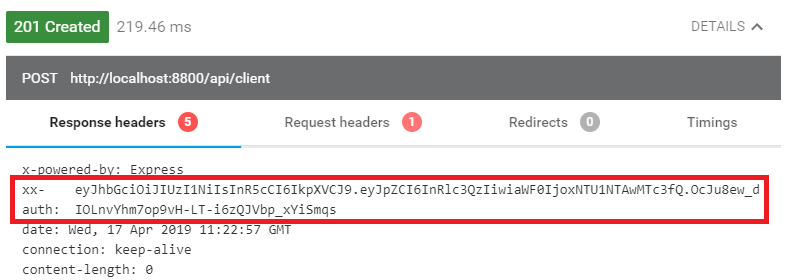 201 Created 219.46 ms DETAILS
POST http://localhost:8800/api/client
Response headers 5 Request headers 1 Redirects 0 Timings
x-powered-by: Express
xx- eyJhbGciOiJIUzI1NiIsInR5cCI6IkpXVCJ9.eyJpZCI6InRlc3QzIiwiaWF0IjoxNTU1NTAwMTc3fQ.OcJu8ew_d
auth: IOLnvYhm7op9vH-LT-i6zQJVbp_xYiSmqs
date: Wed, 17 Apr 2019 11:22:57 GMT
connection: keep-alive
content-length: 0